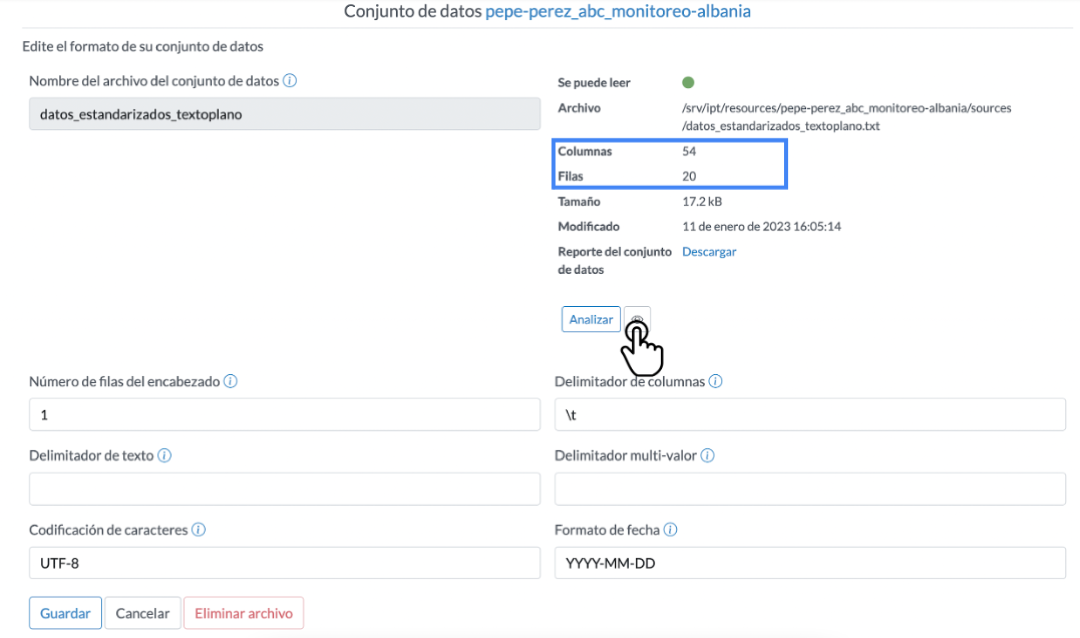 Conjunto de datos pepe-perez_abc_monitoreo-albania
Edite el formato de su conjunto de datos
Nombre del archivo del conjunto de datos
datos_estandarizados_textoplano
Se puede leer
Archivo /srv/ipt/resources/pepe-perez_abc_monitoreo-albania/sources
/datos_estandarizados_textoplano.txt
Columnas 54
Filas 20
Tamaño 17.2 kB
Modificado 11 de enero de 2023 16:05:14
Reporte del conjunto Descargar
de datos
Analizar
Número de filas del encabezado
1
Delimitador de columnas
\t
Delimitador de texto
Delimitador multi-valor
Codificación de caracteres
UTF-8
Formato de fecha
YYYY-MM-DD
Guardar Cancelar Eliminar archivo